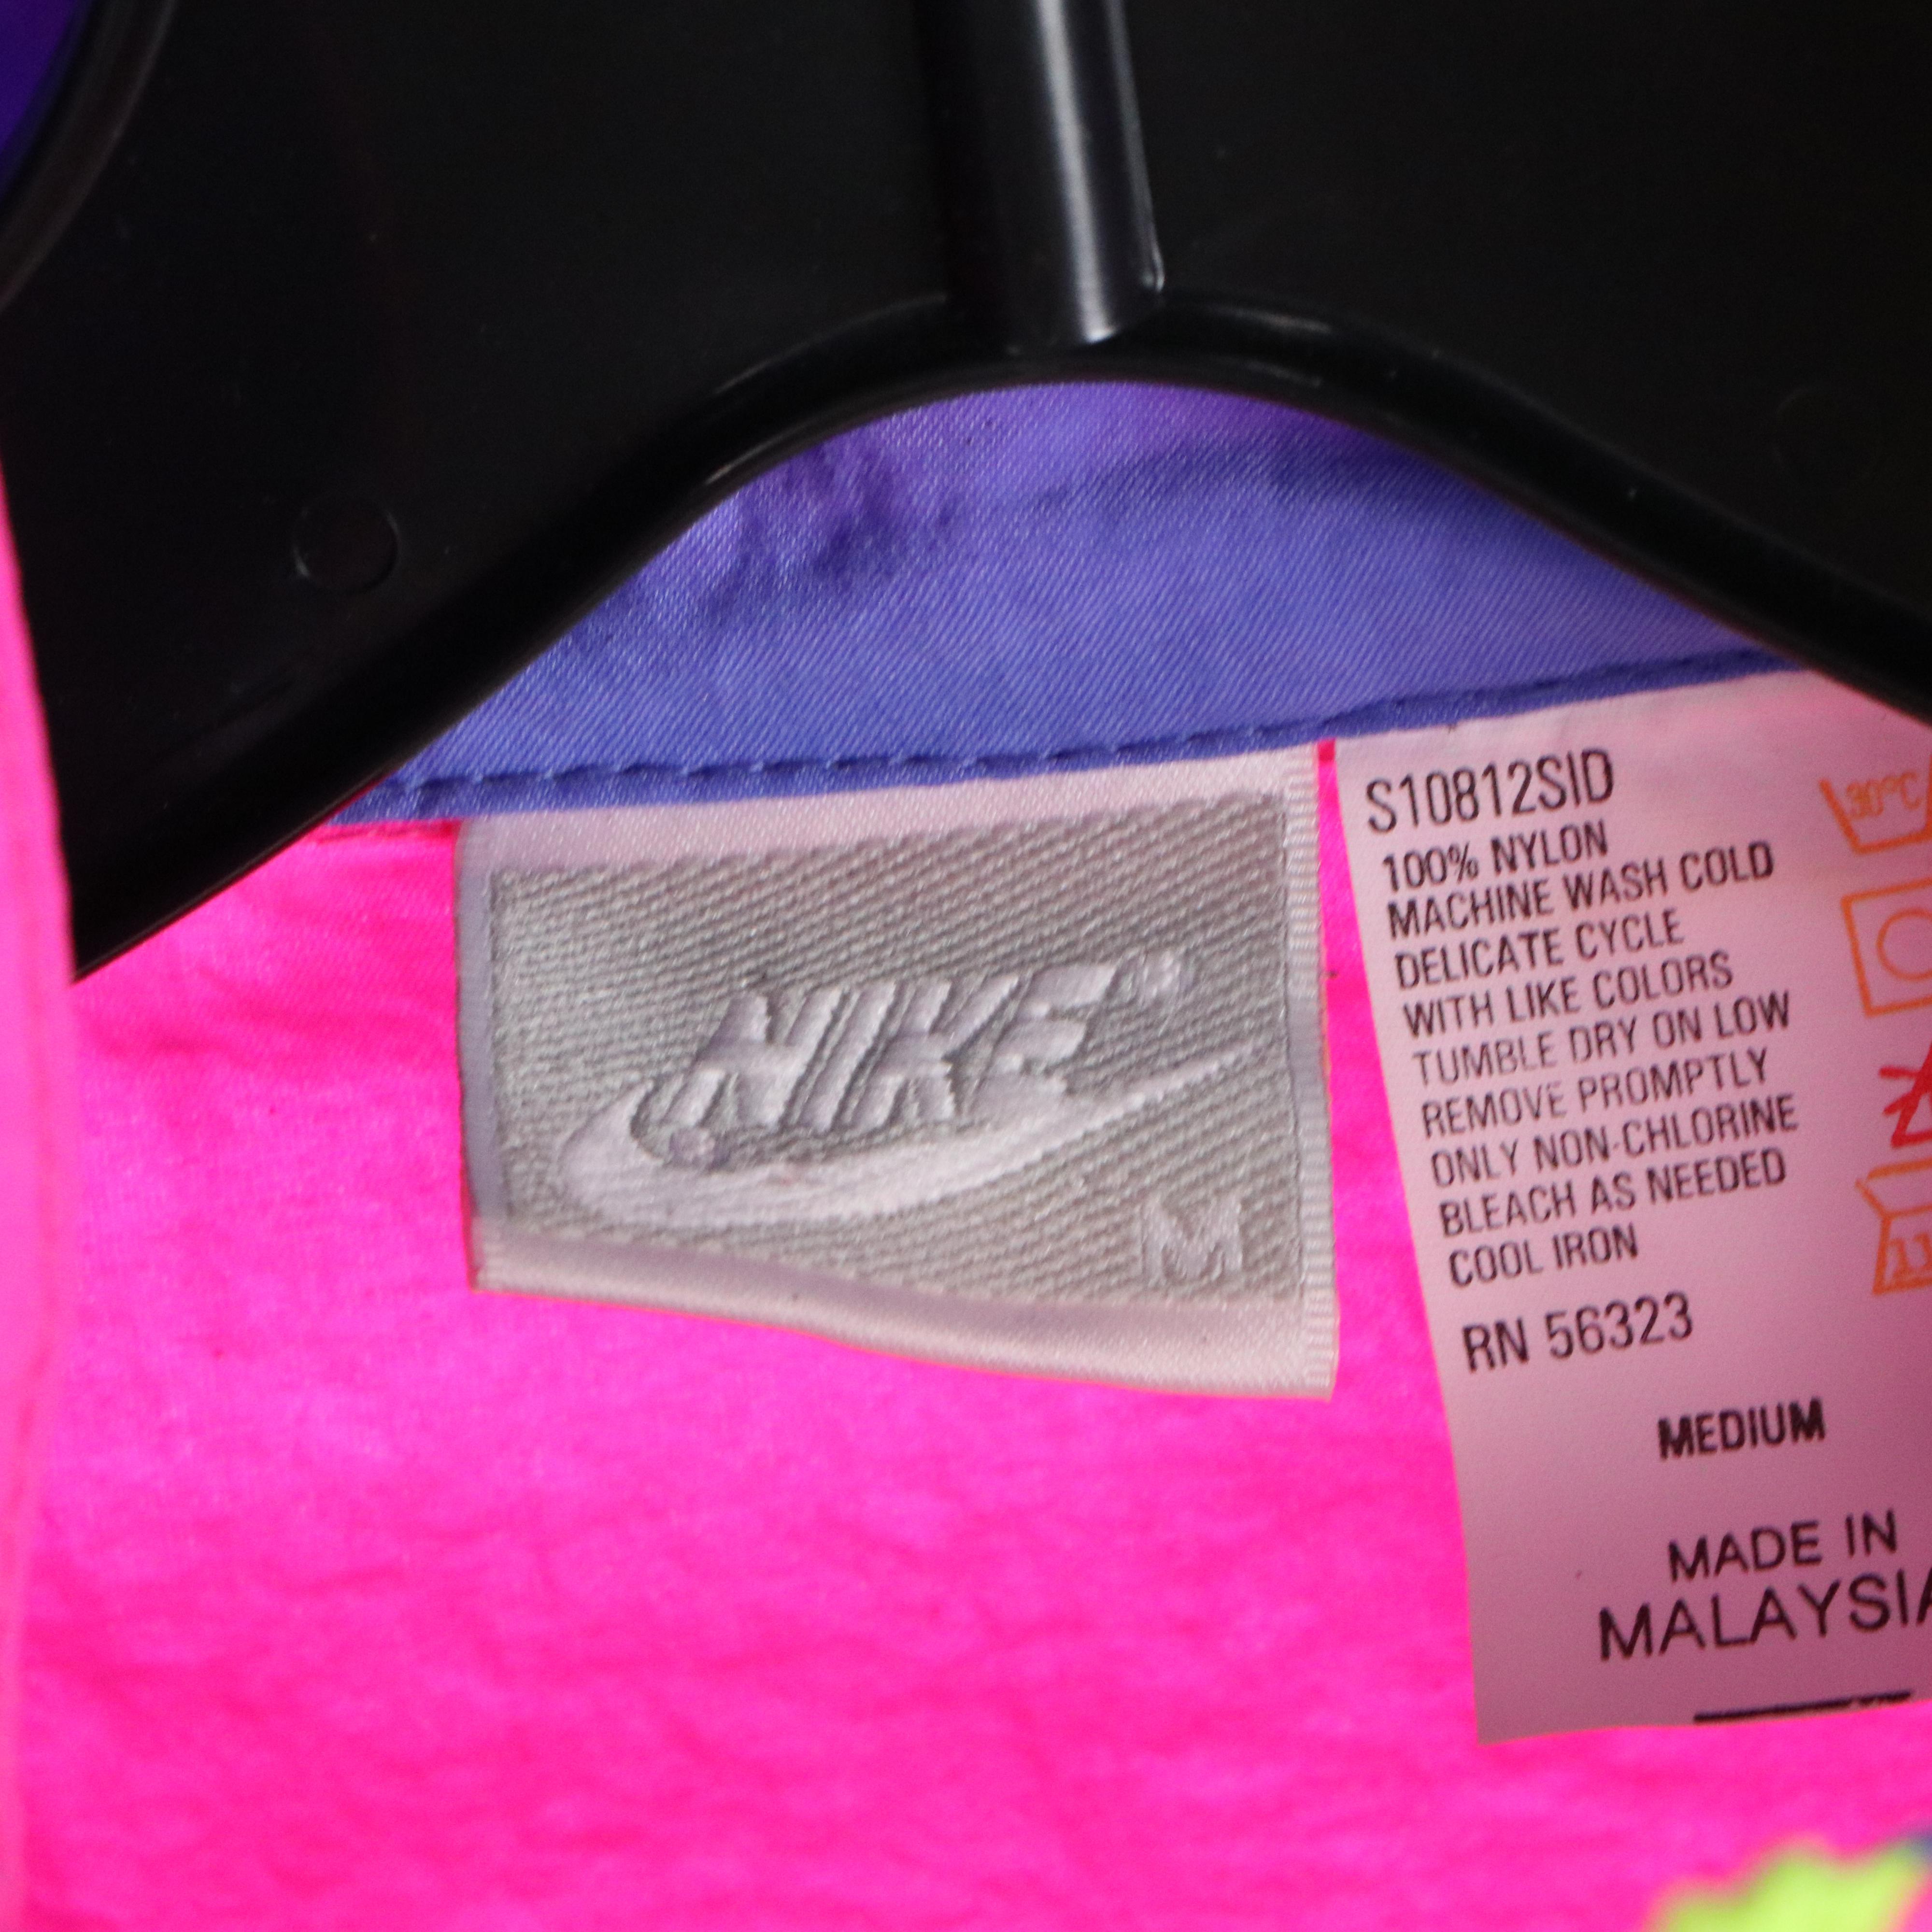 NIKE
M
S10812SID
100% NYLON
MACHINE WASH COLD
DELICATE CYCLE
WITH LIKE COLORS
TUMBLE DRY ON LOW
REMOVE PROMPTLY
ONLY NON-CHLORINE
BLEACH AS NEEDED
COOL IRON
RN 56323
MEDIUM
MADE IN
MALAYSIA
30°C